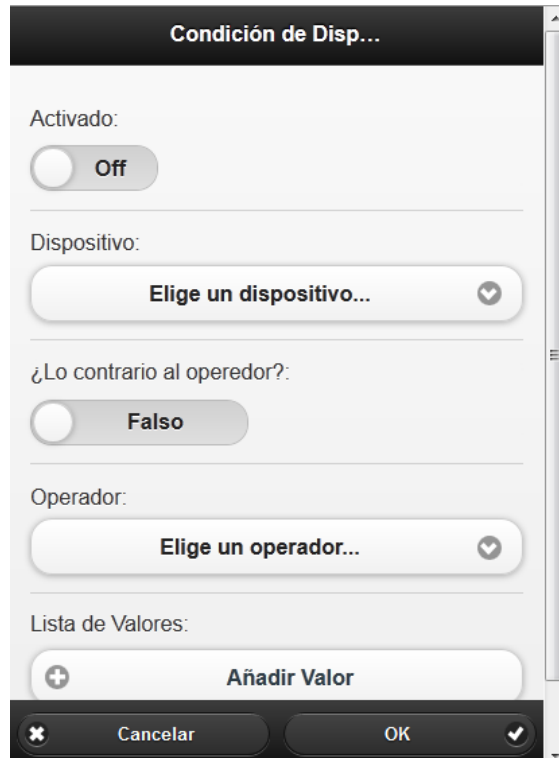 Condición de Disp...
Activado:
Off
Dispositivo:
Elige un dispositivo...
¿Lo contrario al operedor?:
Falso
Operador:
Elige un operador...
Lista de Valores:
Añadir Valor
Cancelar
OK